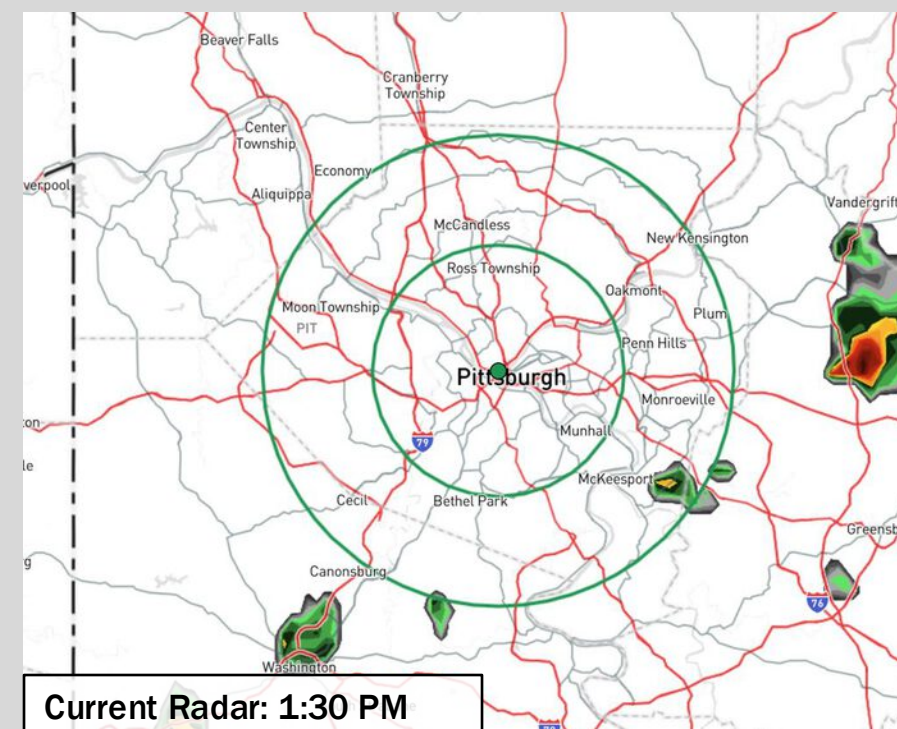 Beaver Falls
Cranberry
Township
Center
Township
Economy
verpool
Aliquippa
Vandergrift
McCandless
New Kensington
Ross Township
Oakmont
Moon Township
Plum
PIT
Penn Hills
Pittsburgh
Monroeville
on
Munhall
79
le
McKeesport
Cecil
Bethel Park
Greensb
g
Canonsburg
76
Washington
Current Radar: 1:30 PM